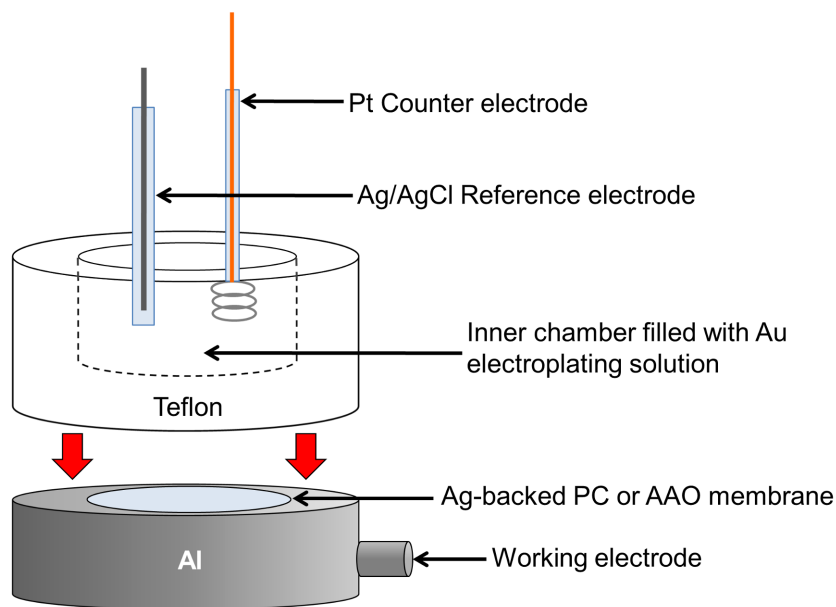 Pt Counter electrode
Ag/AgCl Reference electrode
Inner chamber filled with Au
electroplating solution
Teflon
Ag-backed PC or AAO membrane
Al
Working electrode